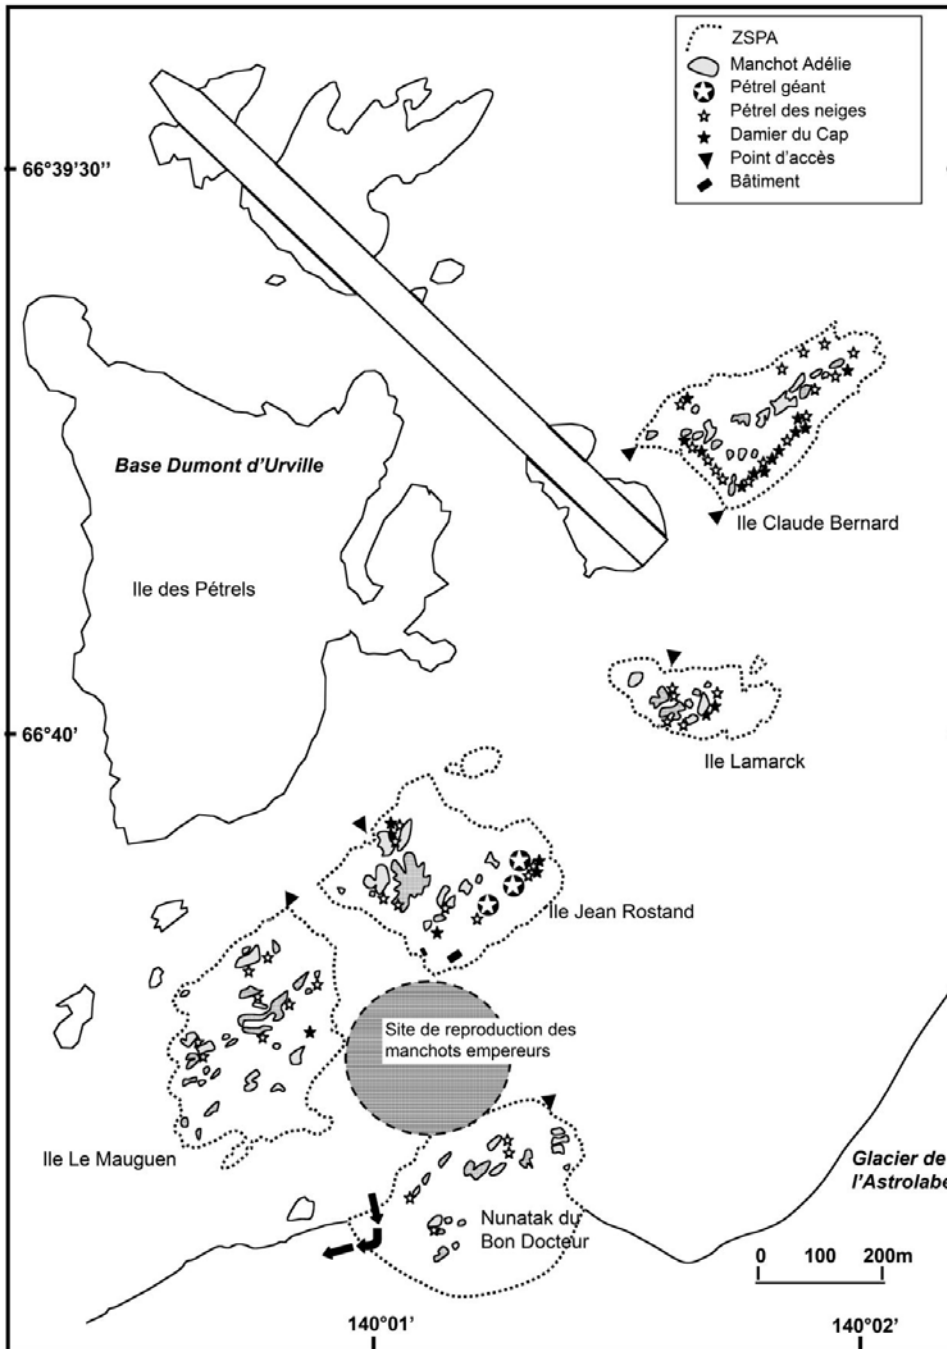 ZSPA
Manchot Adélie
Pétrel géant
Pétrel des neiges
Damier du Cap
Point d'accès
Bâtiment
66°39'30''
Base Dumont d'Urville
Ile Claude Bernard
Ile des Pétrels
66°40'
Ile Lamarck
Ile Jean Rostand
Site de reproduction des
manchots empereurs
Ile Le Mauguen
Glacier de
l'Astrolabe
Nunatak du
Bon Docteur
0 100 200m
140°01' 140°02'